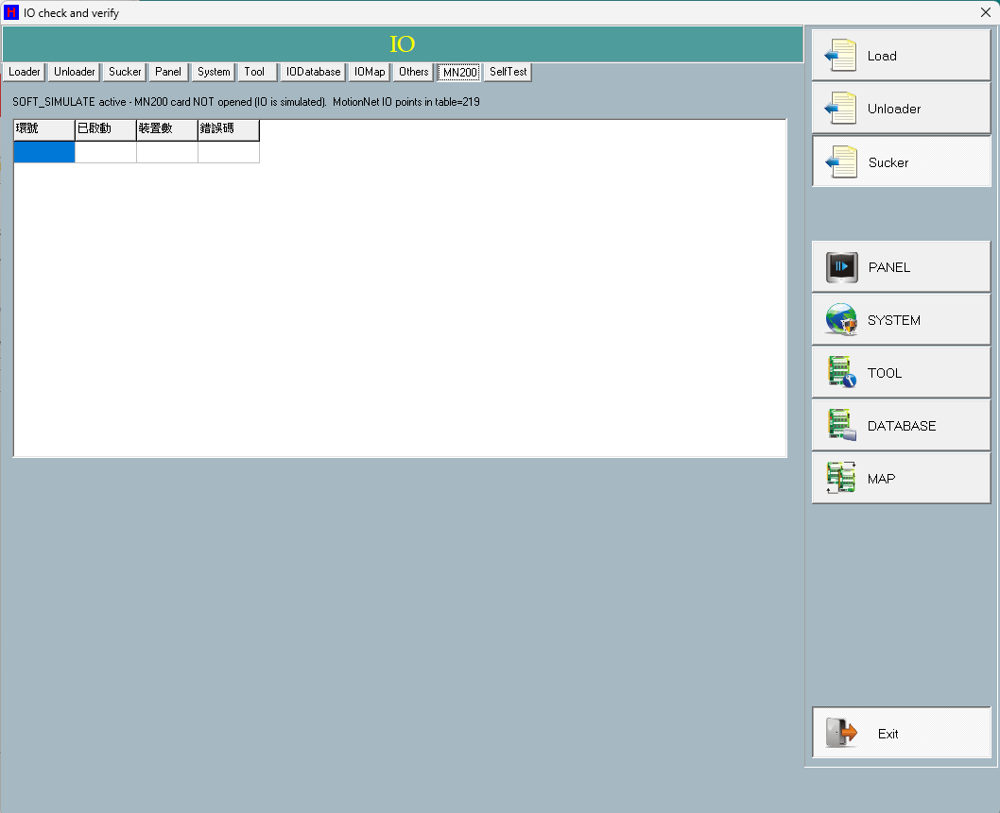 H IO check and verify
IO
Loader Unloader Sucker Panel System Tool IODatabase IOMap Others MN200 SelfTest
SOFT_SIMULATE active - MN200 card NOT opened (IO is simulated). MotionNet IO points in table=219
環號 已啟動 裝置數 錯誤碼
Load
Unloader
Sucker
PANEL
SYSTEM
TOOL
DATABASE
MAP
Exit